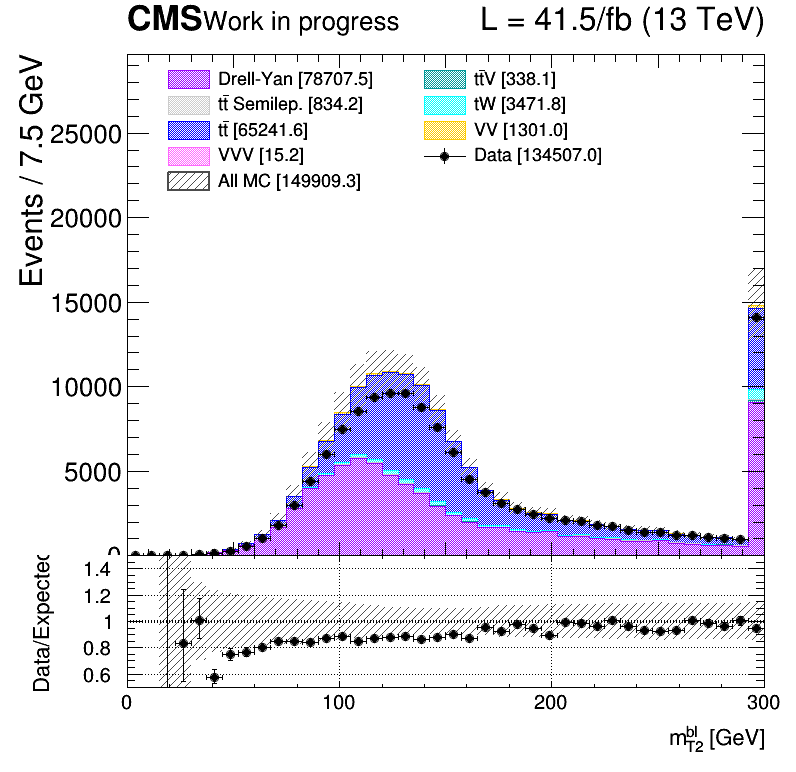 CMS Work in progress L = 41.5/fb (13 TeV)
Events / 7.5 GeV
Drell-Yan [78707.5]
tt̄ Semilep. [834.2]
tt̄ [65241.6]
VVV [15.2]
All MC [149909.3]
tt̄V [338.1]
tW [3471.8]
VV [1301.0]
Data [134507.0]
25000
20000
15000
10000
5000
0
Data/Expected
1.4
1.2
1
0.8
0.6
0 100 200 300
m_{T2}^{bl} [GeV]